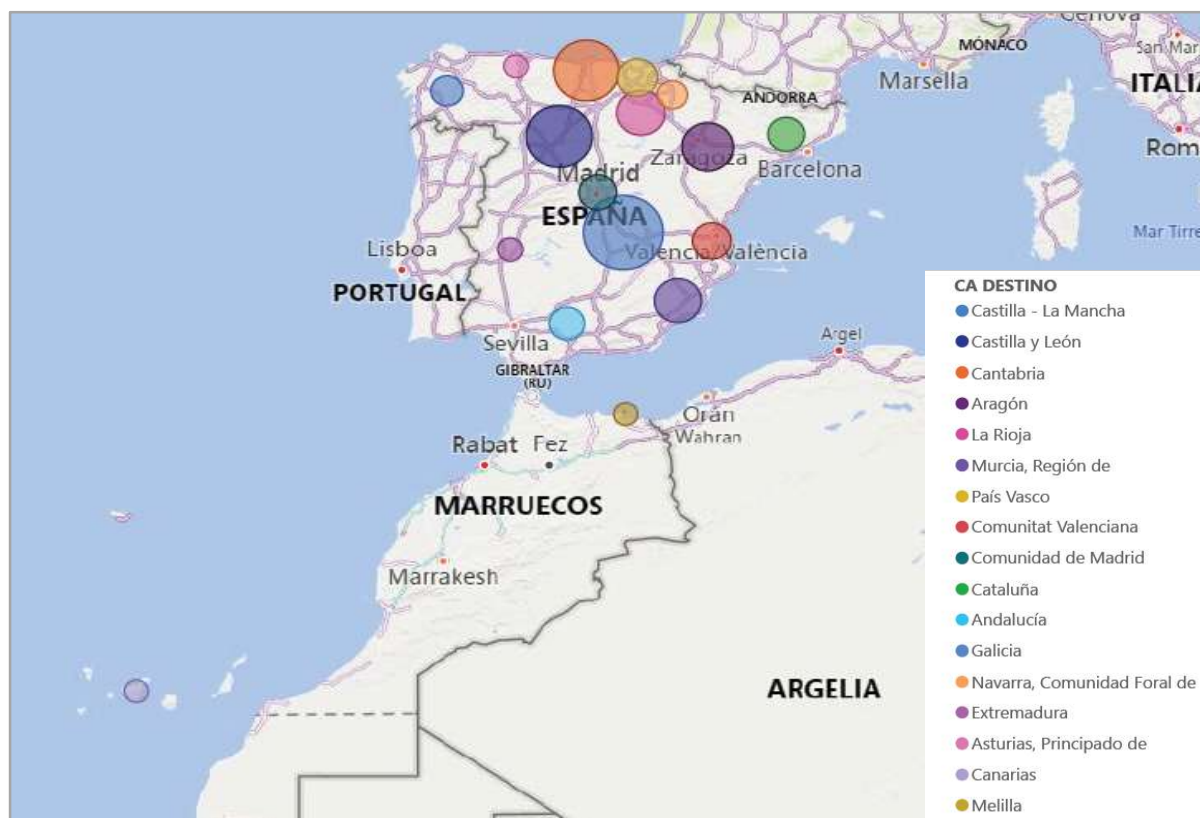 Genova
MÓNACO
San Mar
Marsella
ITALIA
ANDORRA
Rom
Zaragoza
Barcelona
Madrid
ESPAÑA
Mar Tirre
Lisboa
Valencia/València
PORTUGAL
CA DESTINO
Castilla - La Mancha
Castilla y León
Cantabria
Aragón
La Rioja
Murcia, Región de
País Vasco
Comunitat Valenciana
Comunidad de Madrid
Cataluña
Andalucía
Galicia
Navarra, Comunidad Foral de
Extremadura
Asturias, Principado de
Canarias
Melilla
Sevilla
Argel
GIBRALTAR
(RU)
Orán
Wahran
Rabat
Fez
MARRUECOS
Marrakesh
ARGELIA